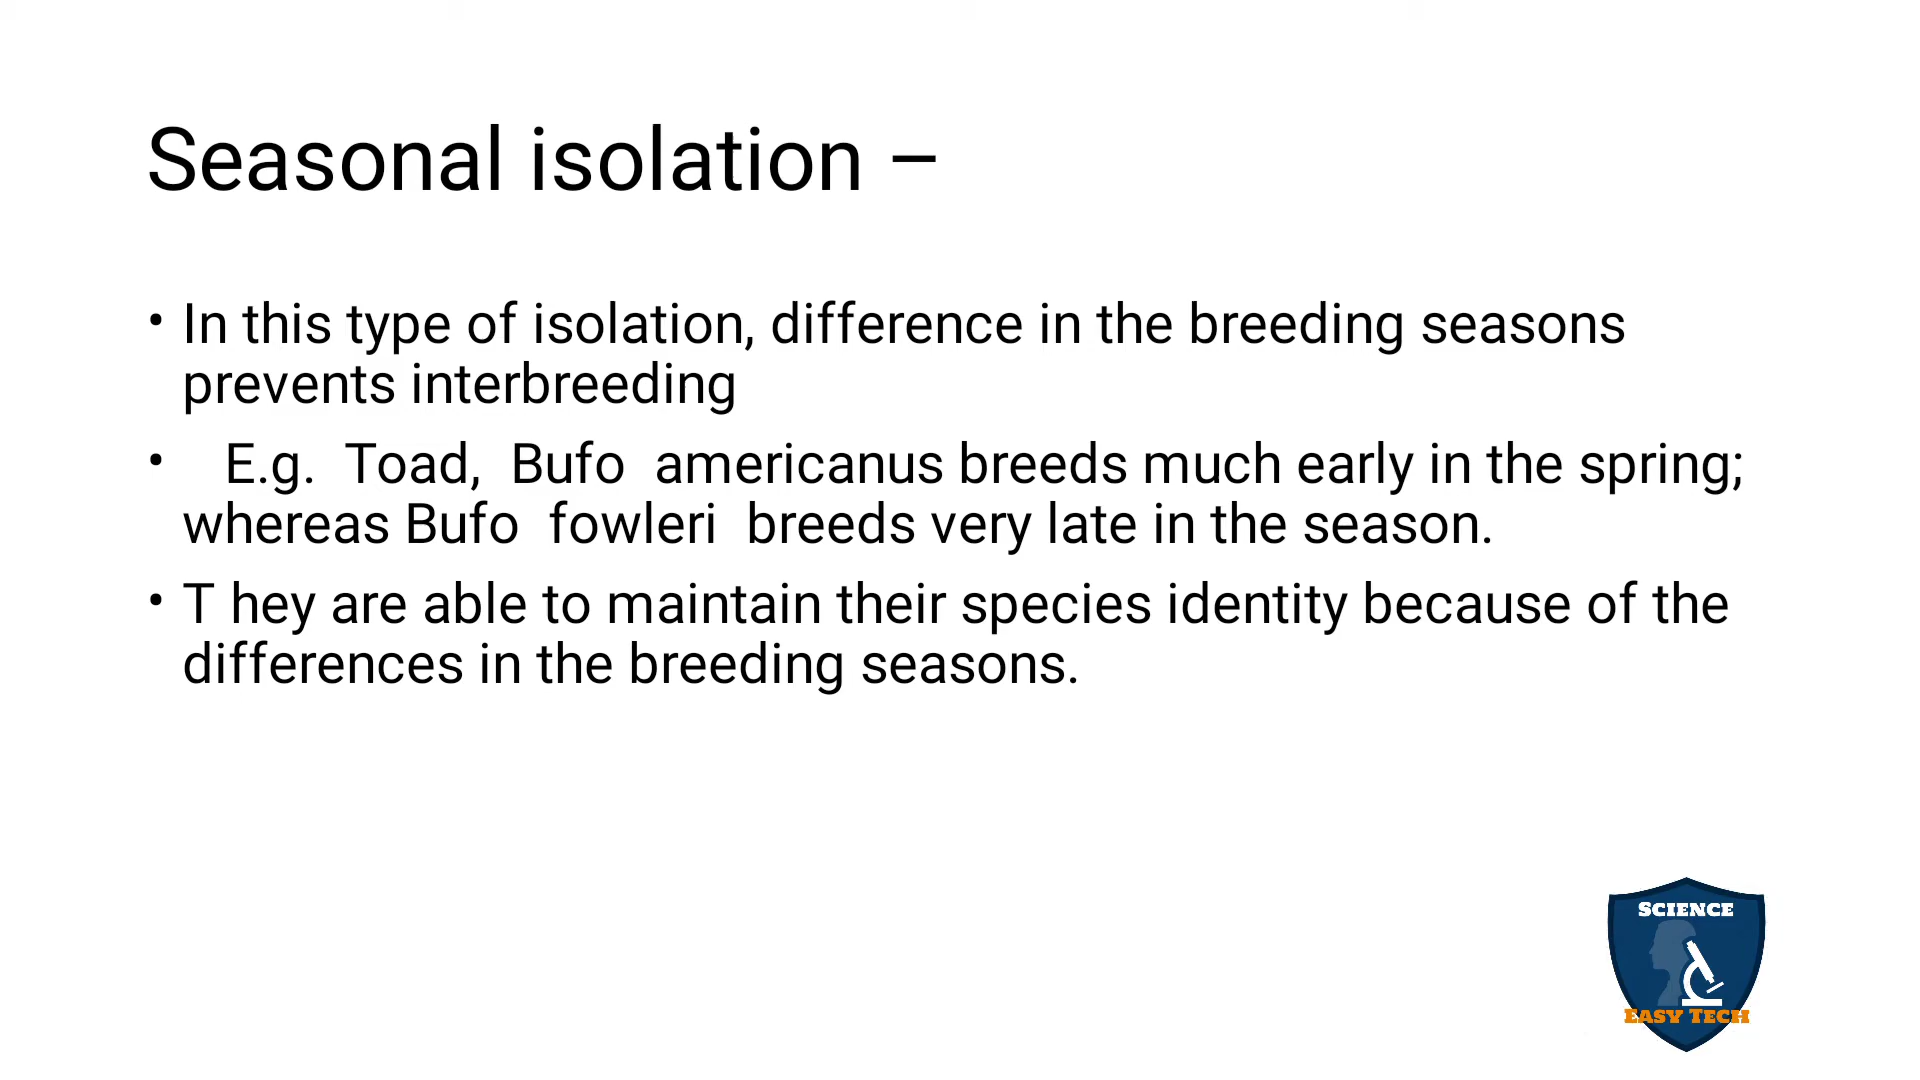 Seasonal isolation –
• In this type of isolation, difference in the breeding seasons
prevents interbreeding
•   E.g.  Toad,  Bufo  americanus breeds much early in the spring;
whereas Bufo  fowleri  breeds very late in the season.
• T hey are able to maintain their species identity because of the
differences in the breeding seasons.
SCIENCE
EASY TECH